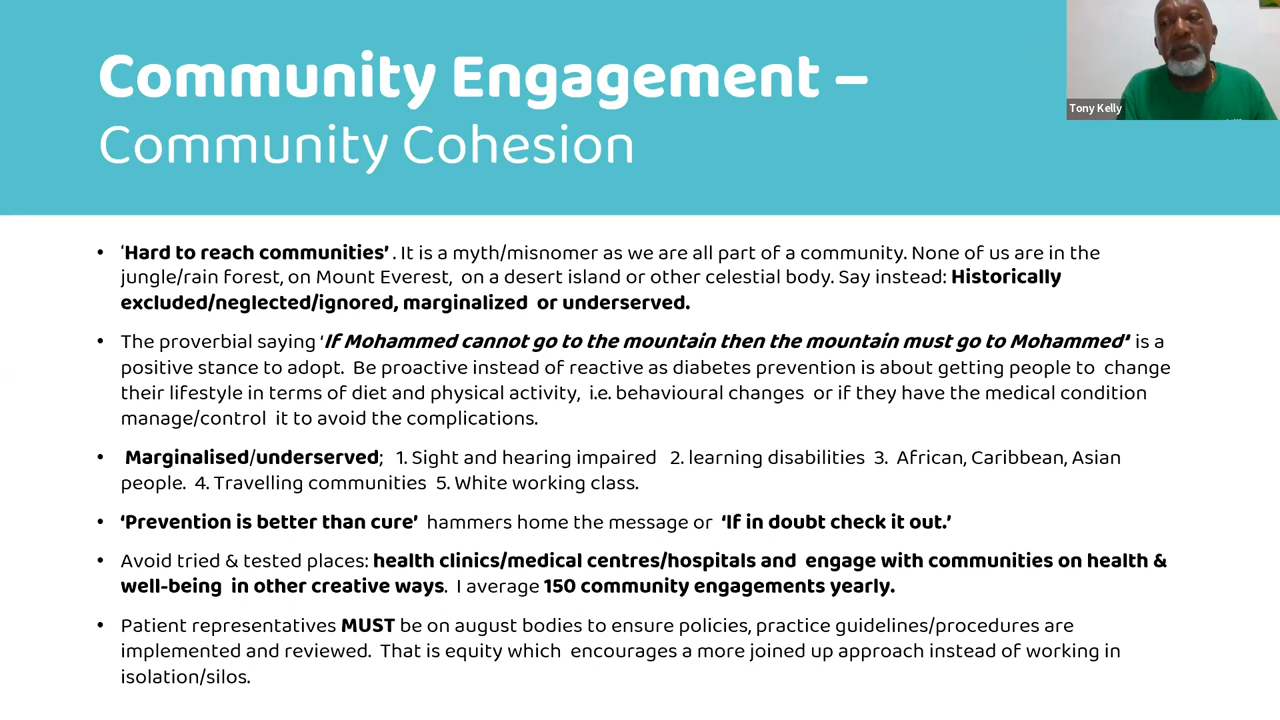 Community Engagement –
Community Cohesion
Tony Kelly
• ‘Hard to reach communities’ . It is a myth/misnomer as we are all part of a community. None of us are in the
jungle/rain forest, on Mount Everest, on a desert island or other celestial body. Say instead: Historically
excluded/neglected/ignored, marginalized or underserved.
• The proverbial saying ‘If Mohammed cannot go to the mountain then the mountain must go to Mohammed‘ is a
positive stance to adopt. Be proactive instead of reactive as diabetes prevention is about getting people to change
their lifestyle in terms of diet and physical activity, i.e. behavioural changes or if they have the medical condition
manage/control it to avoid the complications.
• Marginalised/underserved; 1. Sight and hearing impaired 2. learning disabilities 3. African, Caribbean, Asian
people. 4. Travelling communities 5. White working class.
• ‘Prevention is better than cure’ hammers home the message or ‘If in doubt check it out.’
• Avoid tried & tested places: health clinics/medical centres/hospitals and engage with communities on health &
well-being in other creative ways. I average 150 community engagements yearly.
• Patient representatives MUST be on august bodies to ensure policies, practice guidelines/procedures are
implemented and reviewed. That is equity which encourages a more joined up approach instead of working in
isolation/silos.